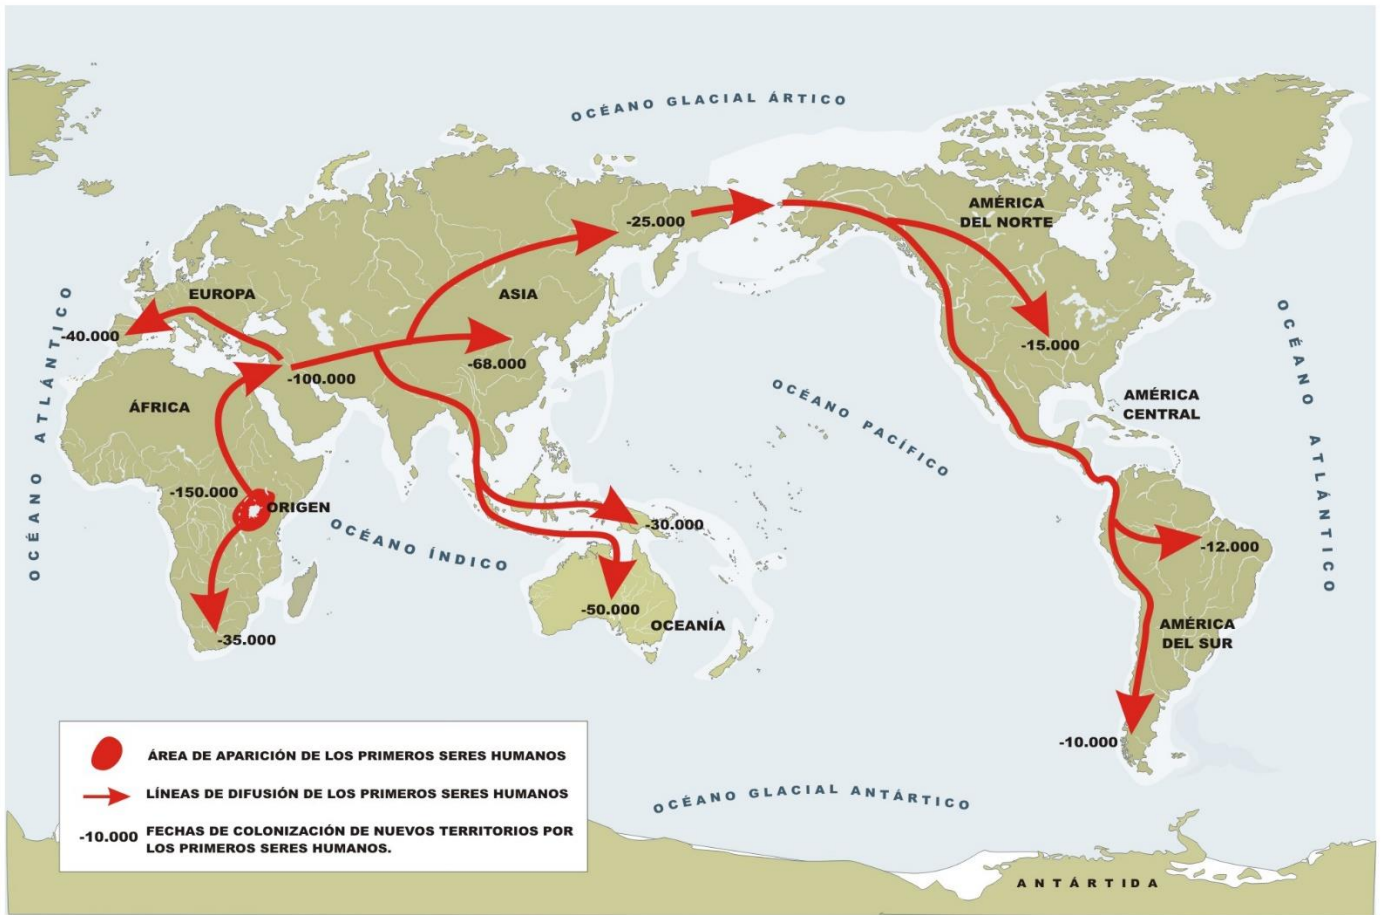 OCÉANO GLACIAL ÁRTICO
AMÉRICA
DEL NORTE
-25.000
EUROPA
ASIA
OCÉANO ATLÁNTICO
-40.000
-100.000
-68.000
-15.000
OCÉANO ATLÁNTICO
ÁFRICA
AMÉRICA
CENTRAL
OCÉANO PACÍFICO
-150.000
ORIGEN
OCÉANO ÍNDICO
-30.000
-12.000
-50.000
OCEANÍA
-35.000
AMÉRICA
DEL SUR
-10.000
ÁREA DE APARICIÓN DE LOS PRIMEROS SERES HUMANOS
LÍNEAS DE DIFUSIÓN DE LOS PRIMEROS SERES HUMANOS
-10.000 FECHAS DE COLONIZACIÓN DE NUEVOS TERRITORIOS POR
LOS PRIMEROS SERES HUMANOS.
OCÉANO GLACIAL ANTÁRTICO
ANTÁRTIDA